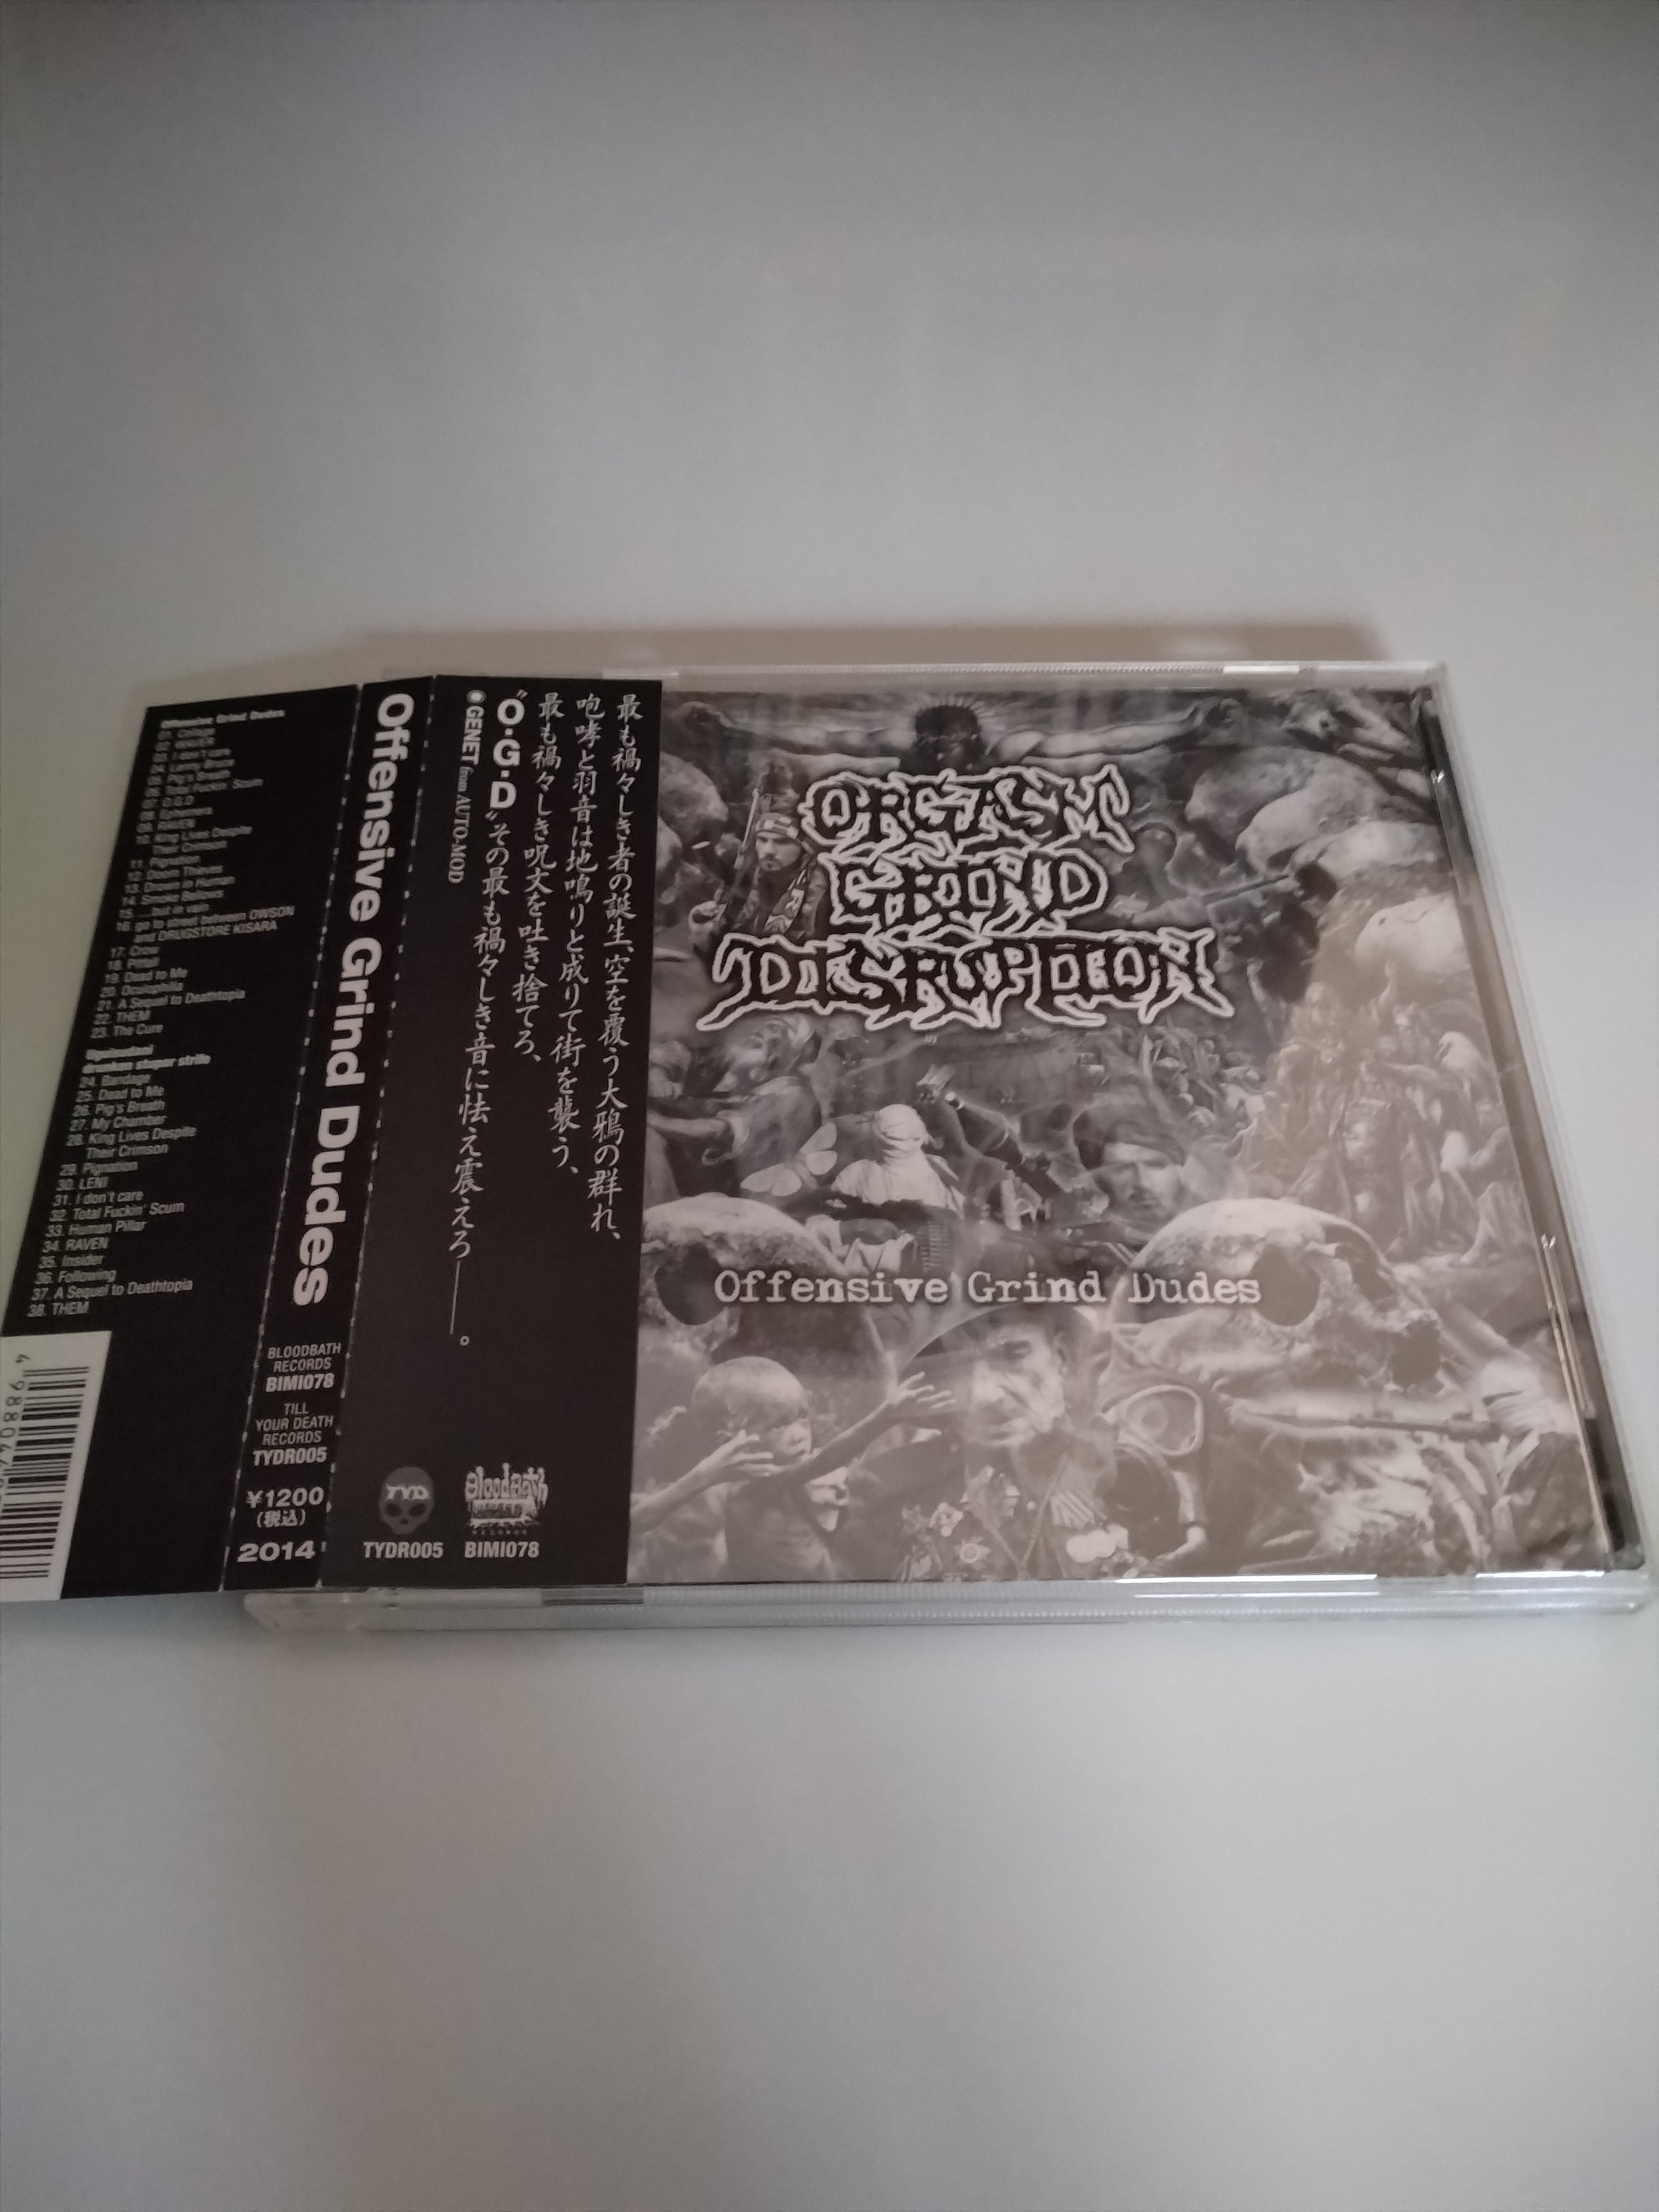 Offensive Grind Dudes
03. I don't care
04. Lenny Bruce
05. Pig's Breath
06. Total Fuckin' Scum
07. O.G.D
09. RAVEN
10. King Lives Despite
Their Crimson
11. Pignation
12. Doom Thieves
13. Drown in Human
15. ...but in vain
16. go to street between OWSON
and DRUGSTORE KISARA
19. Dead to Me
20. Oculophilia
21. A Sequel to Deathtopia
22. THEM
23. The Cure
24. Bandage
25. Dead to Me
26. Pig's Breath
27. My Chamber
28. King Lives Despite
Their Crimson
29. Pignation
30. LENI
31. I don't care
32. Total Fuckin' Scum
33. Human Pillar
34. RAVEN
35. Insider
36. Following
37. A Sequel to Deathtopia
38. THEM
Offensive Grind Dudes
BLOODBATH
RECORDS
BIMI078
TILL
YOUR DEATH
RECORDS
TYDR005
¥1200
(税込)
2014
最も禍々しき者の誕生、空を覆う大鴉の群れ、
咆哮と羽音は地鳴りと成りて街を襲う、
最も禍々しき呪文を吐き捨てろ、
"O・G・D"その最も禍々しき音に怯え震えろ――。
●GENET from AUTO-MOD
TYD
TYDR005
BloodBath
RECORDS
BIMI078
ORGASM
GRIND
DISRUPTION
Offensive Grind Dudes